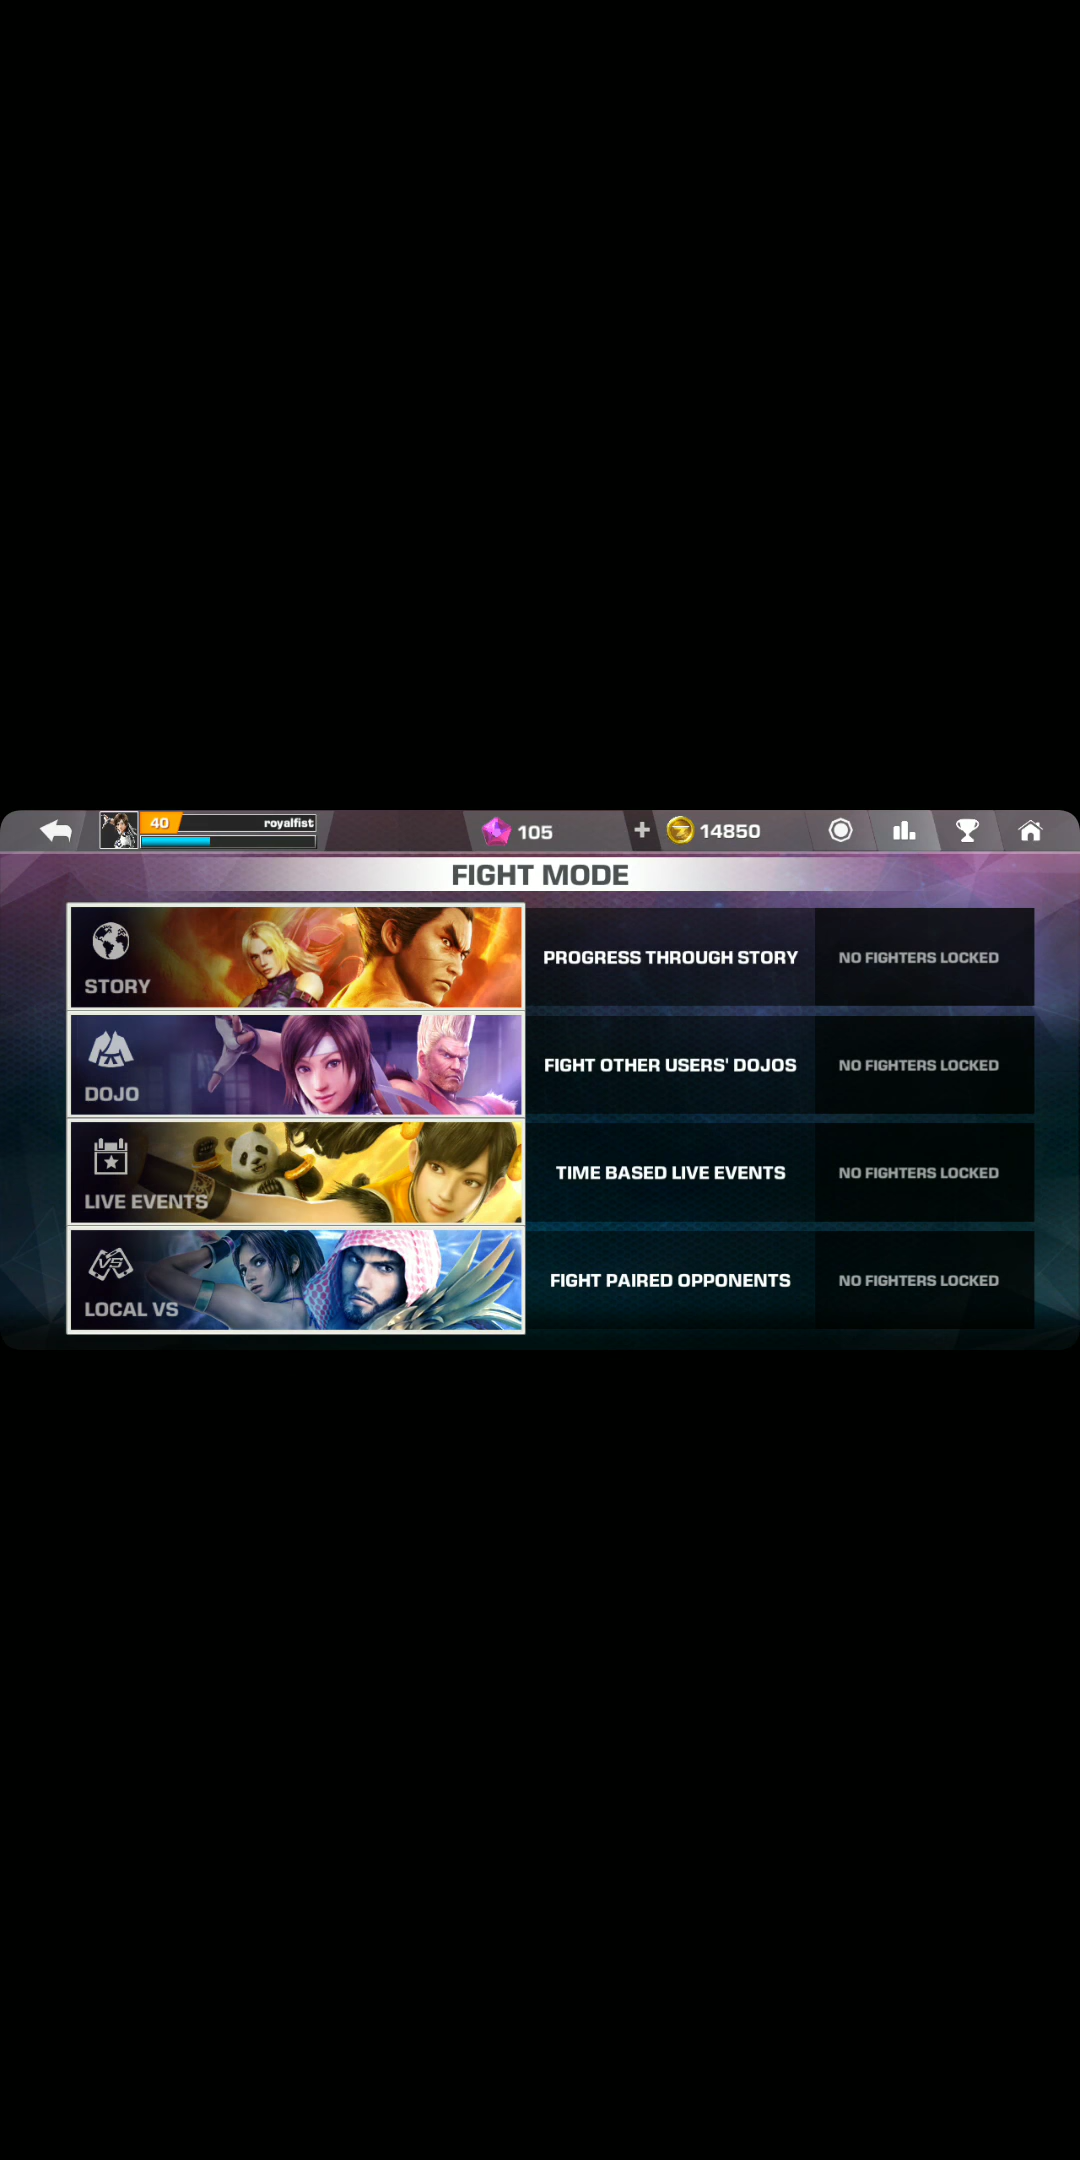 40 royalfist 105 + 14850
FIGHT MODE
STORY PROGRESS THROUGH STORY NO FIGHTERS LOCKED
DOJO FIGHT OTHER USERS' DOJOS NO FIGHTERS LOCKED
LIVE EVENTS TIME BASED LIVE EVENTS NO FIGHTERS LOCKED
VS
LOCAL VS FIGHT PAIRED OPPONENTS NO FIGHTERS LOCKED